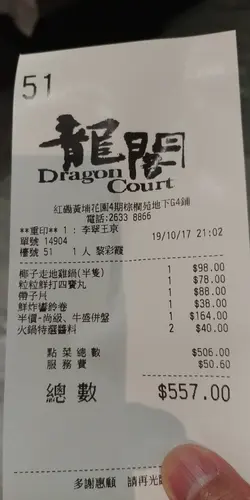 51
龍閣
Dragon Court
紅磡黃埔花園4期棕櫚苑地下G4鋪
電話:2633 8866
**重印** 1 : 李翠王京
單號 14904 19/10/17 21:02
檯號 51 1 人 黎彩霞
椰子走地雞鍋(半隻) 1 $98.00
粒粒鮮打四寶丸 1 $78.00
帶子片 1 $88.00
鮮炸響鈴卷 1 $38.00
半價-尚級、牛盛併盤 1 $164.00
火鍋特選醬料 2 $40.00
點菜總數 $506.00
服務費 $50.60
總數 $557.00
多謝惠顧 請再光